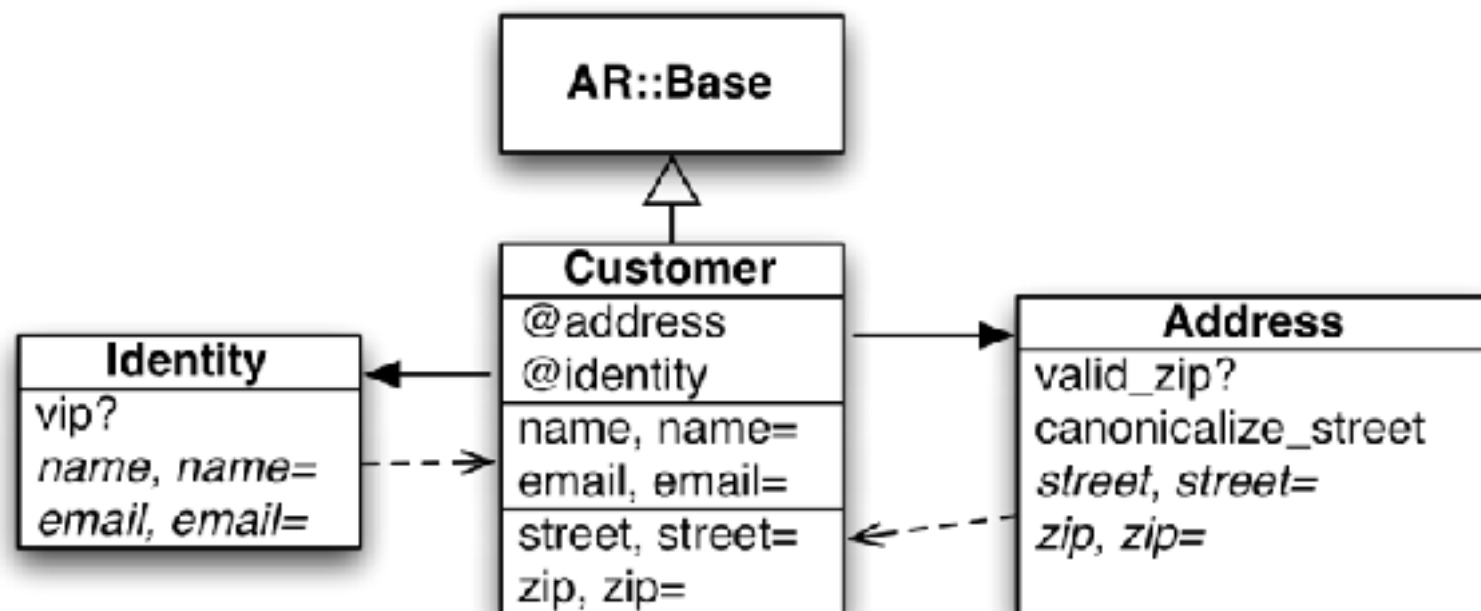 AR::Base
Customer
@address
@identity
name, name=
email, email=
street, street=
zip, zip=
Identity
vip?
name, name=
email, email=
Address
valid_zip?
canonicalize_street
street, street=
zip, zip=